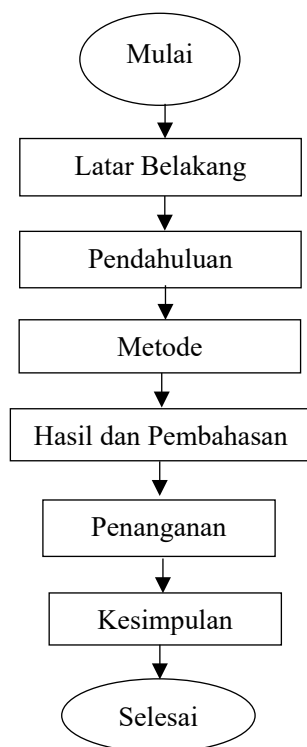 Mulai
Latar Belakang
Pendahuluan
Metode
Hasil dan Pembahasan
Penanganan
Kesimpulan
Selesai